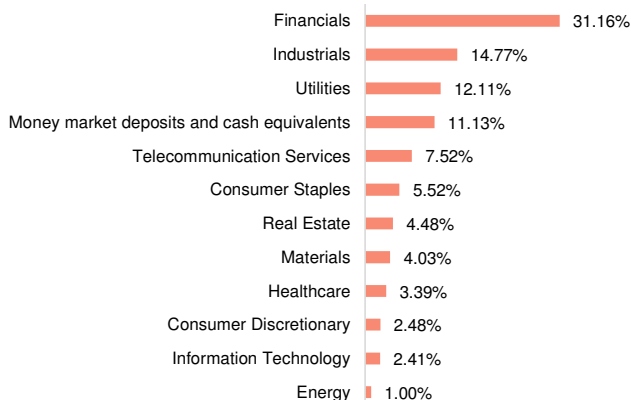 Financials 31.16%
Industrials 14.77%
Utilities 12.11%
Money market deposits and cash equivalents 11.13%
Telecommunication Services 7.52%
Consumer Staples 5.52%
Real Estate 4.48%
Materials 4.03%
Healthcare 3.39%
Consumer Discretionary 2.48%
Information Technology 2.41%
Energy 1.00%